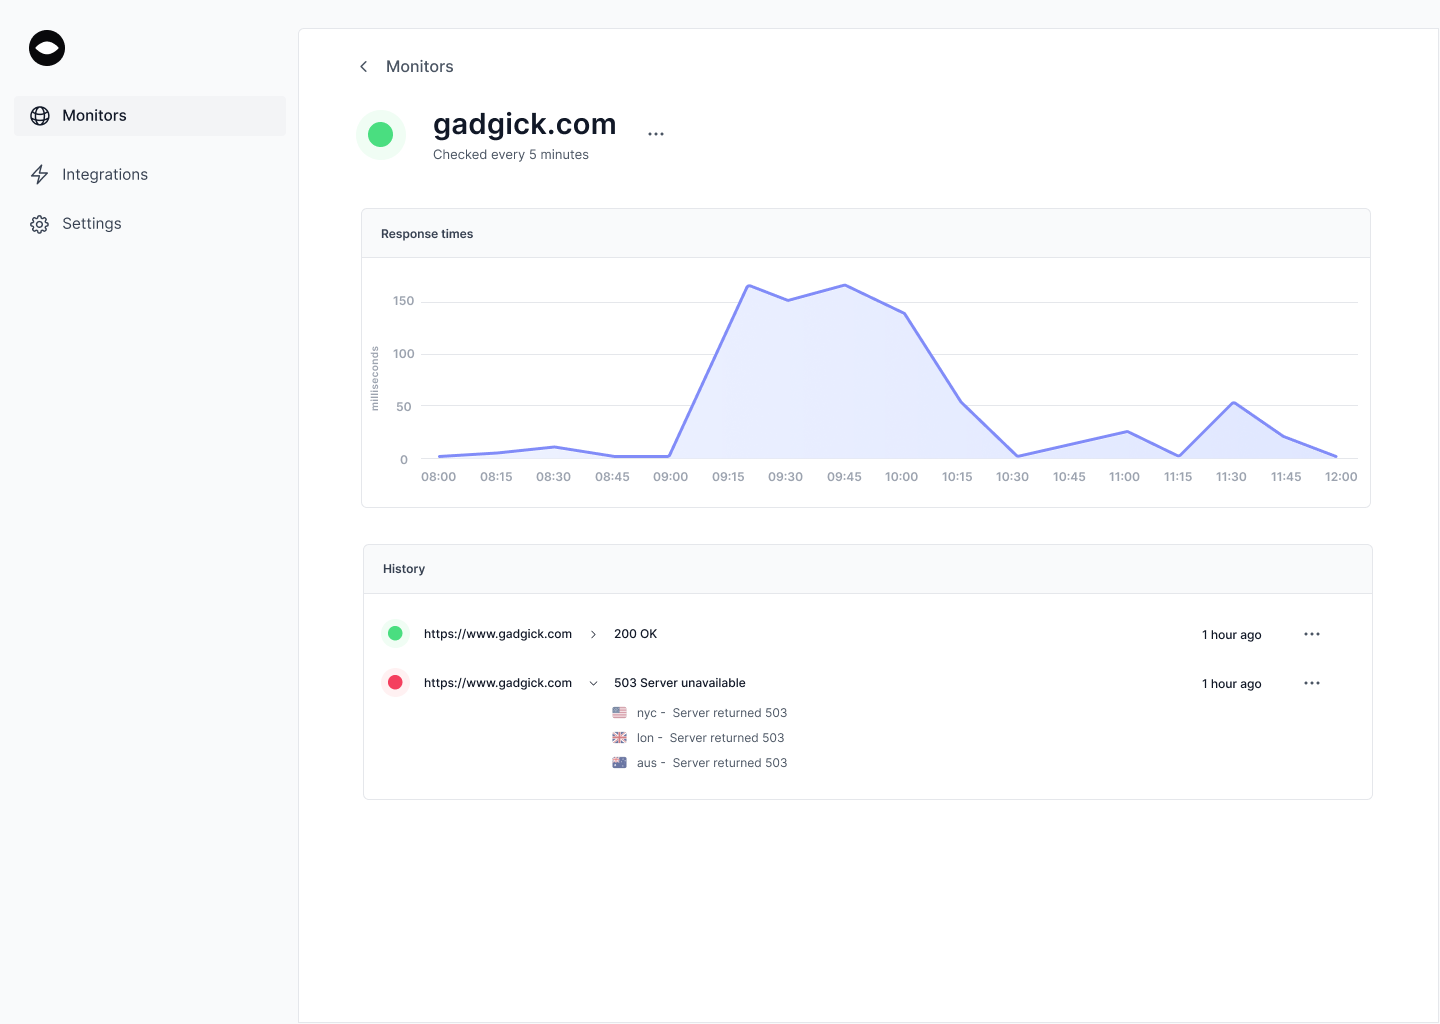 Monitors
Integrations
Settings
Monitors
gadgick.com
Checked every 5 minutes
Response times
milliseconds
150
100
50
0
08:00 08:15 08:30 08:45 09:00 09:15 09:30 09:45 10:00 10:15 10:30 10:45 11:00 11:15 11:30 11:45 12:00
History
https://www.gadgick.com 200 OK 1 hour ago
https://www.gadgick.com 503 Server unavailable 1 hour ago
nyc - Server returned 503
lon - Server returned 503
aus - Server returned 503